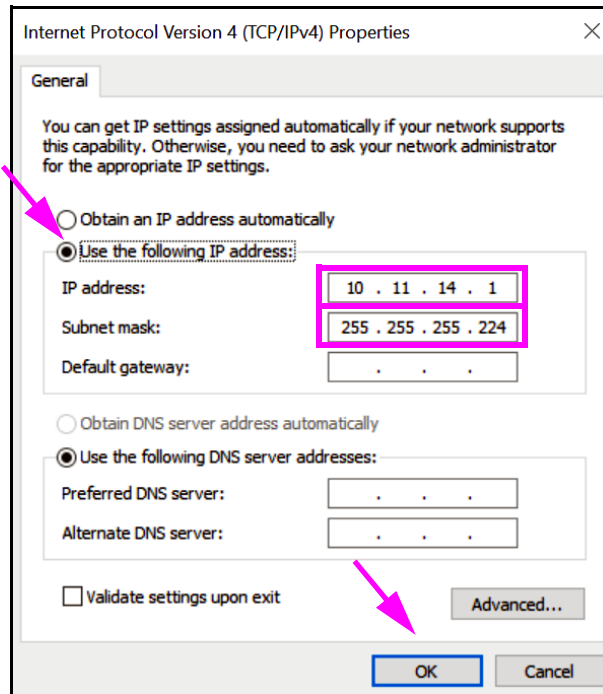 Internet Protocol Version 4 (TCP/IPv4) Properties
General
You can get IP settings assigned automatically if your network supports
this capability. Otherwise, you need to ask your network administrator
for the appropriate IP settings.
Obtain an IP address automatically
Use the following IP address:
IP address: 10 . 11 . 14 . 1
Subnet mask: 255 . 255 . 255 . 224
Default gateway: . . .
Obtain DNS server address automatically
Use the following DNS server addresses:
Preferred DNS server: . . .
Alternate DNS server: . . .
Validate settings upon exit
Advanced...
OK Cancel